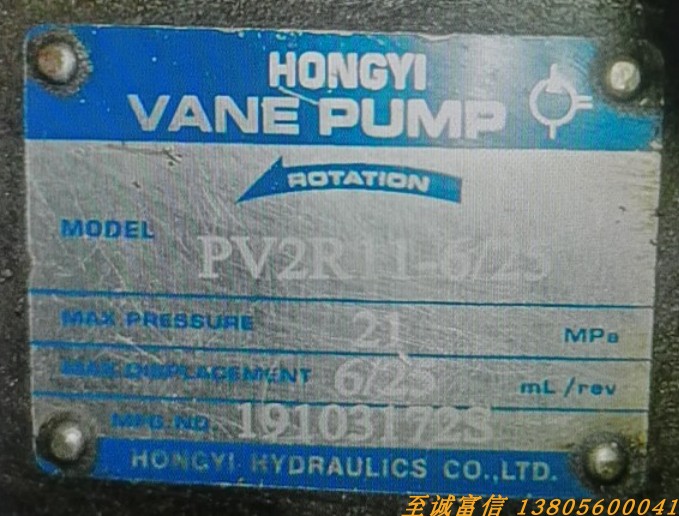 HONGYI
VANE PUMP
ROTATION
MODEL PV2R11-6/25
MAX PRESSURE 21 MPa
MAX DISPLACEMENT 6/25 mL/rev
MFG.NO. 191031723
HONGYI HYDRAULICS CO.,LTD.
至诚富信 13805600041